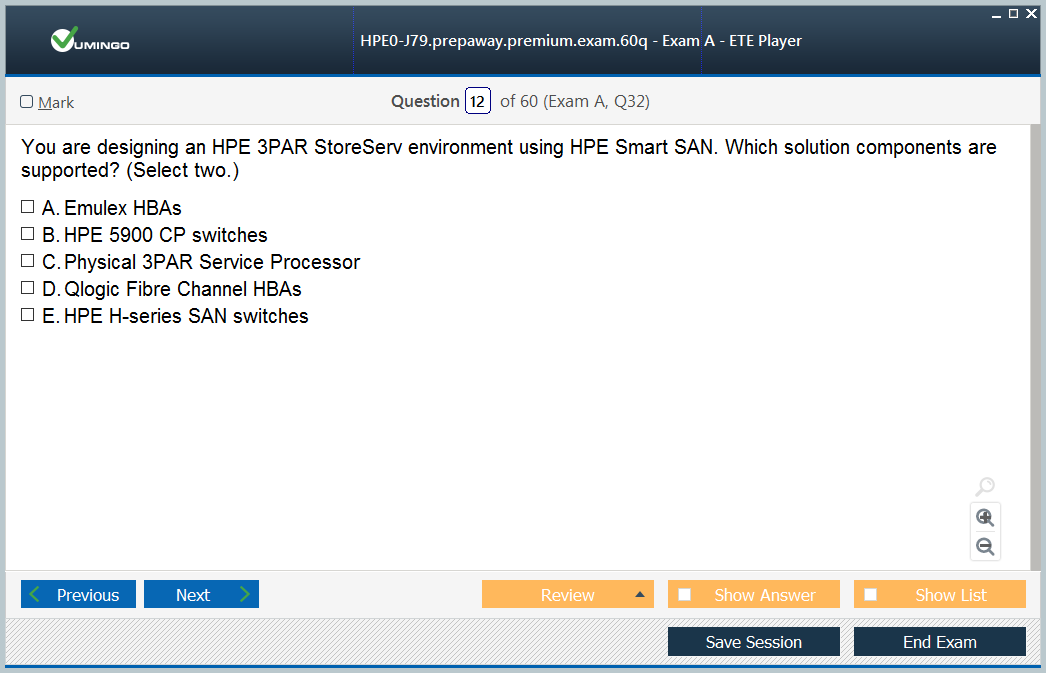 VUMINGO
HPE0-J79.prepaway.premium.exam.60q - Exam A - ETE Player
Mark
Question 12 of 60 (Exam A, Q32)
You are designing an HPE 3PAR StoreServ environment using HPE Smart SAN. Which solution components are
supported? (Select two.)
A. Emulex HBAs
B. HPE 5900 CP switches
C. Physical 3PAR Service Processor
D. Qlogic Fibre Channel HBAs
E. HPE H-series SAN switches
Previous
Next
Review
Show Answer
Show List
Save Session
End Exam